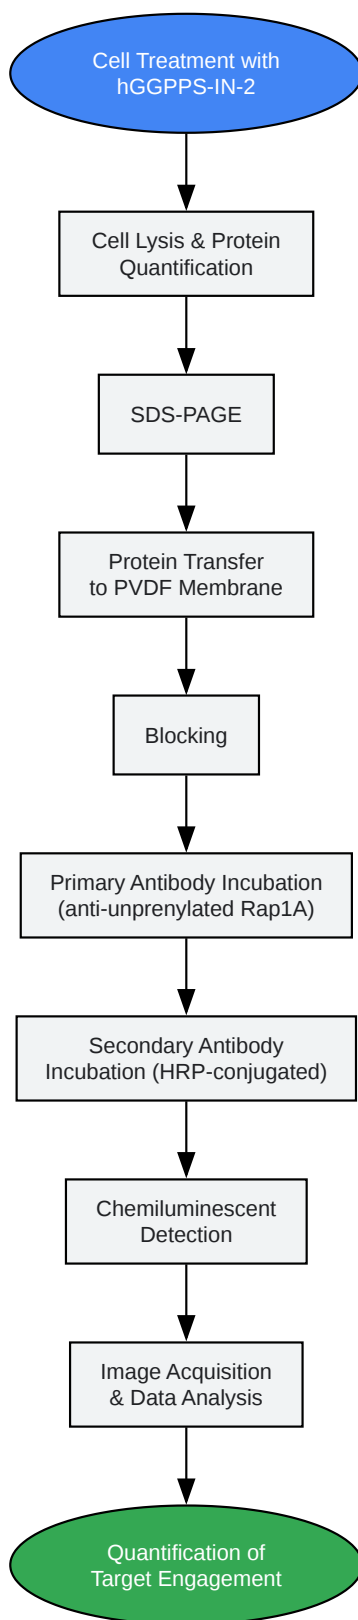 Cell Treatment with
hGGPPS-IN-2
Cell Lysis & Protein
Quantification
SDS-PAGE
Protein Transfer
to PVDF Membrane
Blocking
Primary Antibody Incubation
(anti-unprenylated Rap1A)
Secondary Antibody
Incubation (HRP-conjugated)
Chemiluminescent
Detection
Image Acquisition
& Data Analysis
Quantification of
Target Engagement